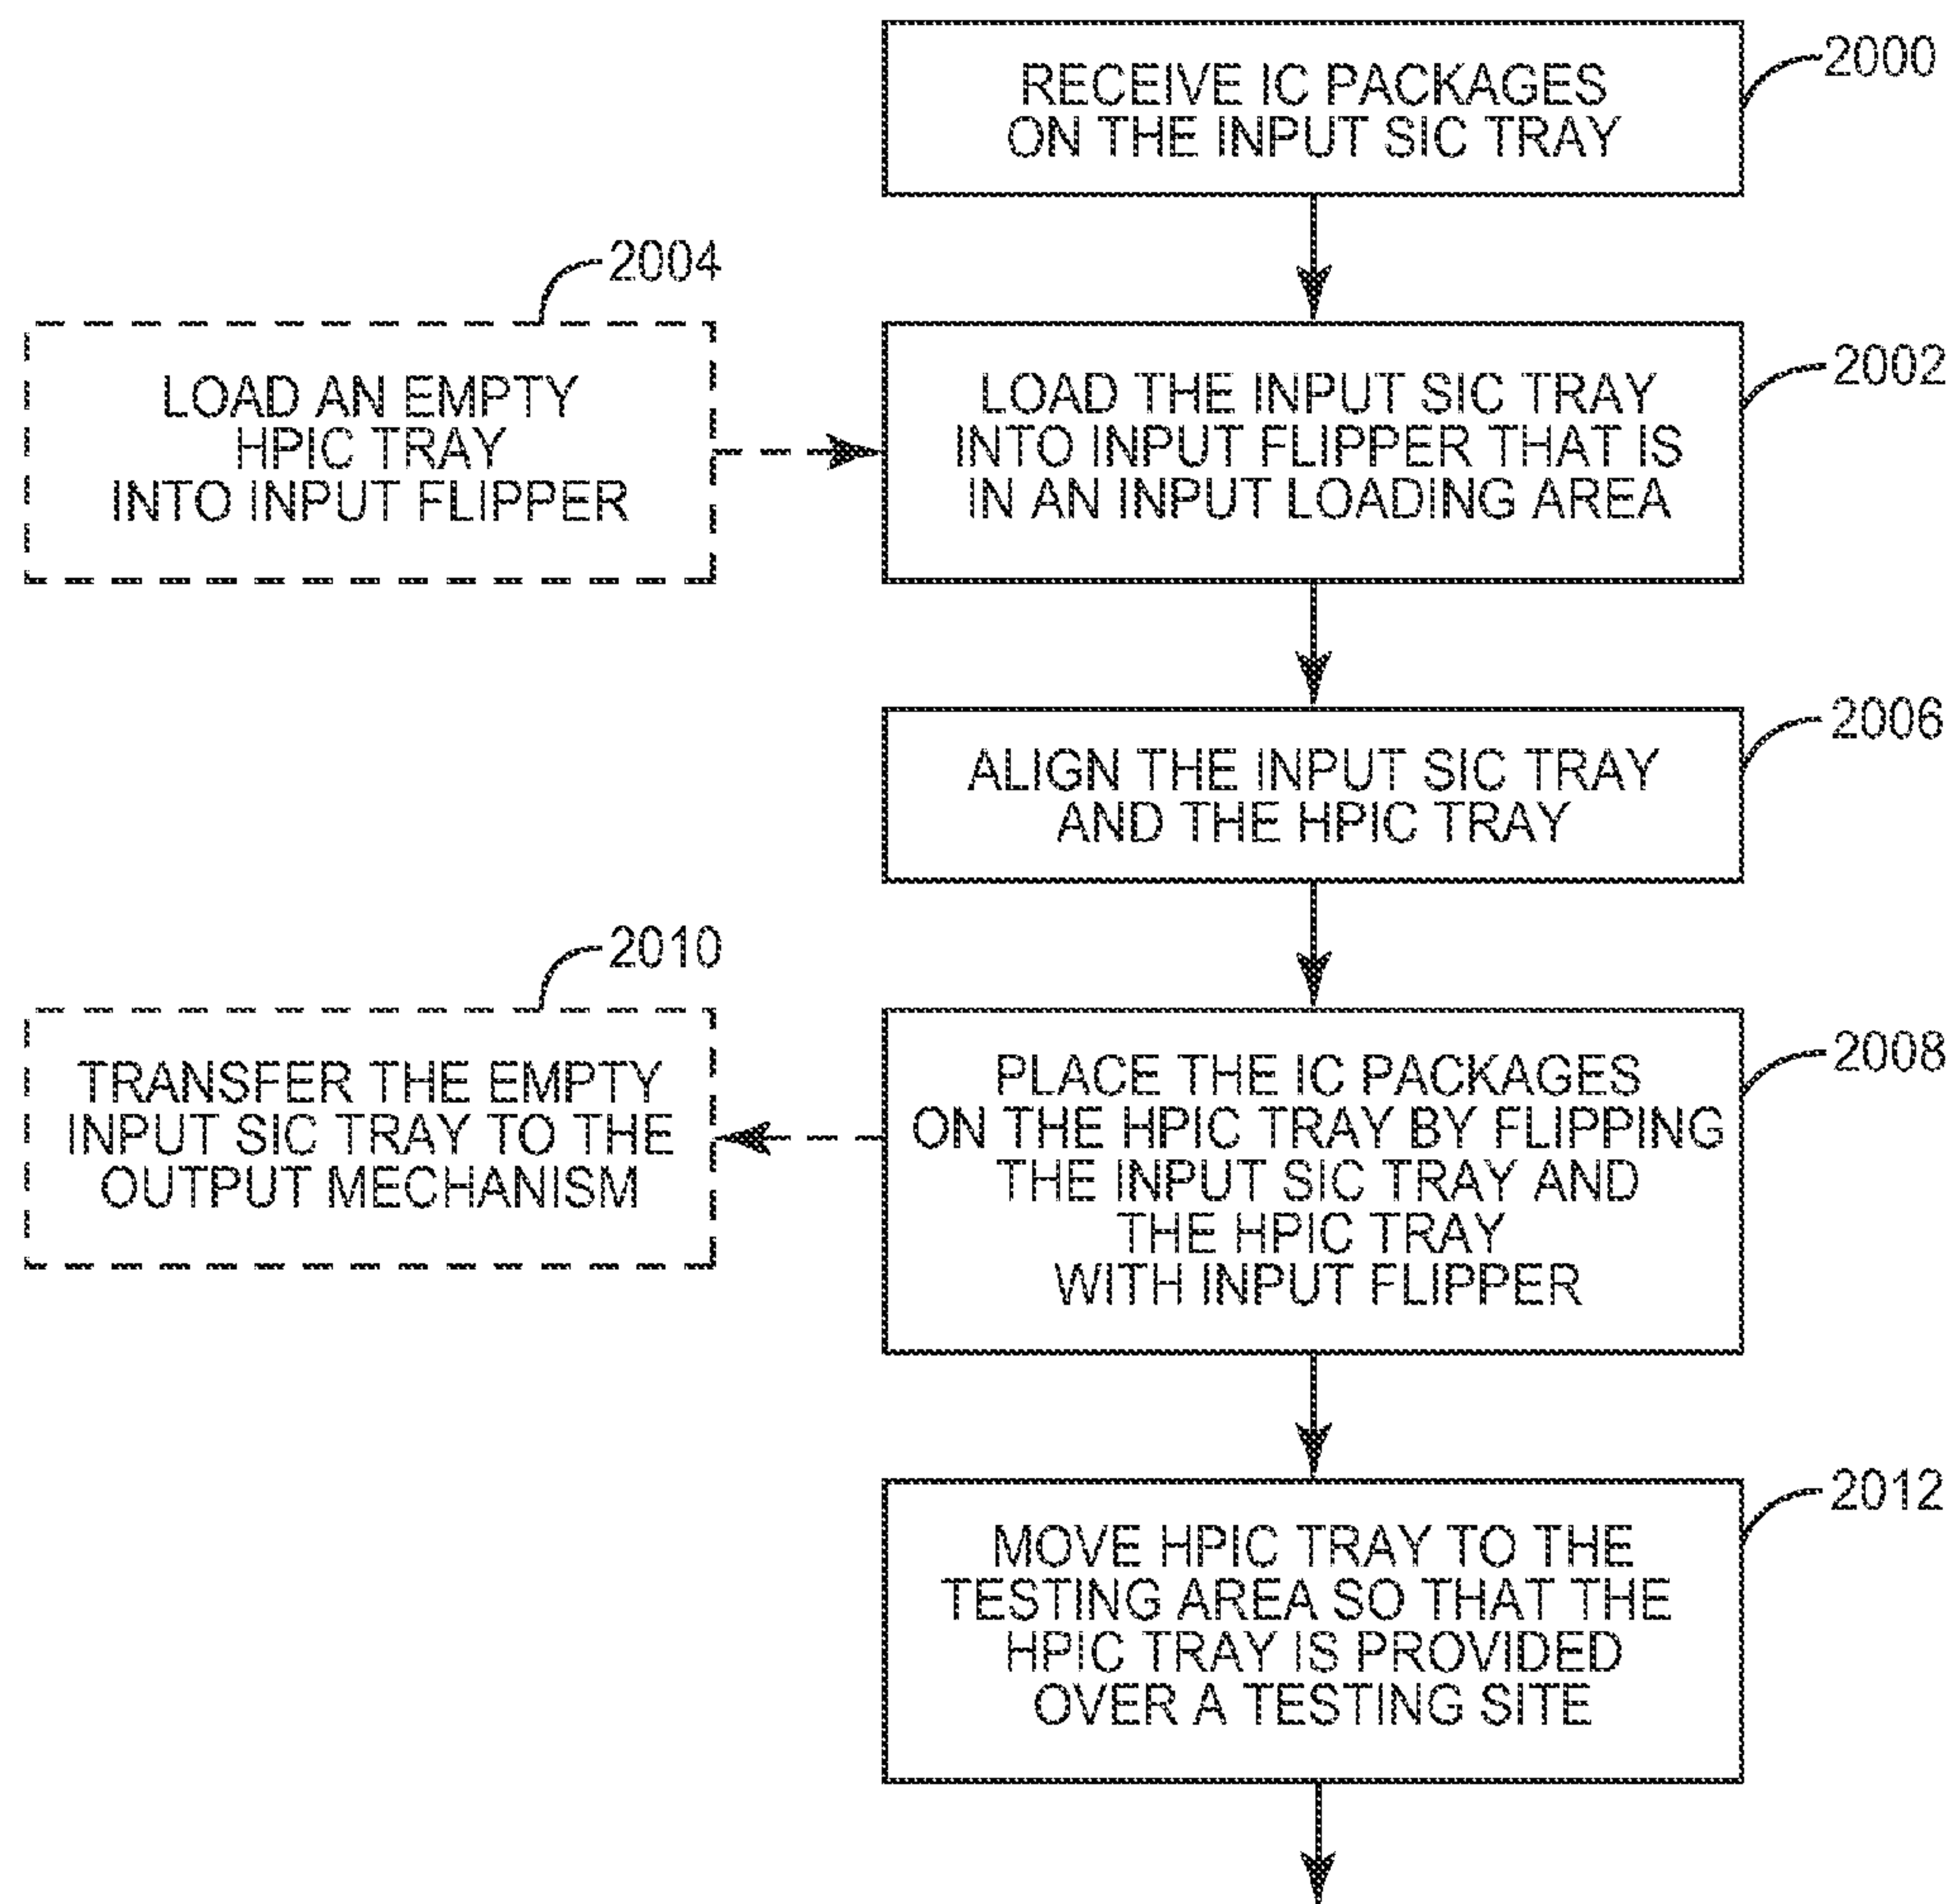 RECEIVE IC PACKAGES
ON THE INPUT SIC TRAY
2000
2004
LOAD AN EMPTY
HPIC TRAY
INTO INPUT FLIPPER
LOAD THE INPUT SIC TRAY
INTO INPUT FLIPPER THAT IS
IN AN INPUT LOADING AREA
2002
ALIGN THE INPUT SIC TRAY
AND THE HPIC TRAY
2006
2010
TRANSFER THE EMPTY
INPUT SIC TRAY TO THE
OUTPUT MECHANISM
PLACE THE IC PACKAGES
ON THE HPIC TRAY BY FLIPPING
THE INPUT SIC TRAY AND
THE HPIC TRAY
WITH INPUT FLIPPER
2008
MOVE HPIC TRAY TO THE
TESTING AREA SO THAT THE
HPIC TRAY IS PROVIDED
OVER A TESTING SITE
2012